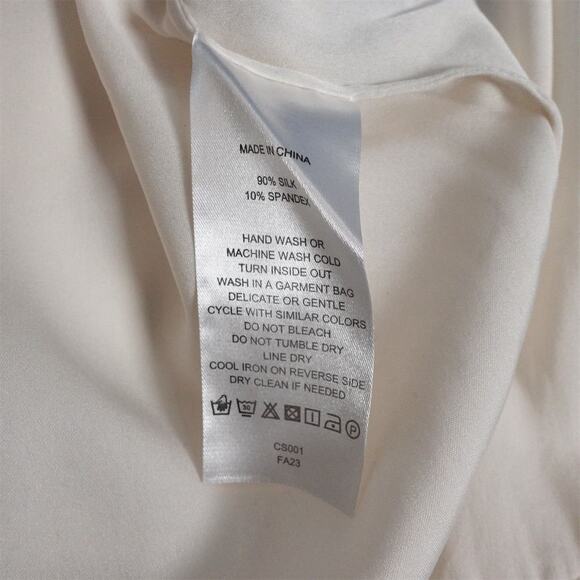 MADE IN CHINA
90% SILK
10% SPANDEX
HAND WASH OR
MACHINE WASH COLD
TURN INSIDE OUT
WASH IN A GARMENT BAG
DELICATE OR GENTLE
CYCLE WITH SIMILAR COLORS
DO NOT BLEACH
DO NOT TUMBLE DRY
LINE DRY
COOL IRON ON REVERSE SIDE
DRY CLEAN IF NEEDED
30 P
CS001
FA23